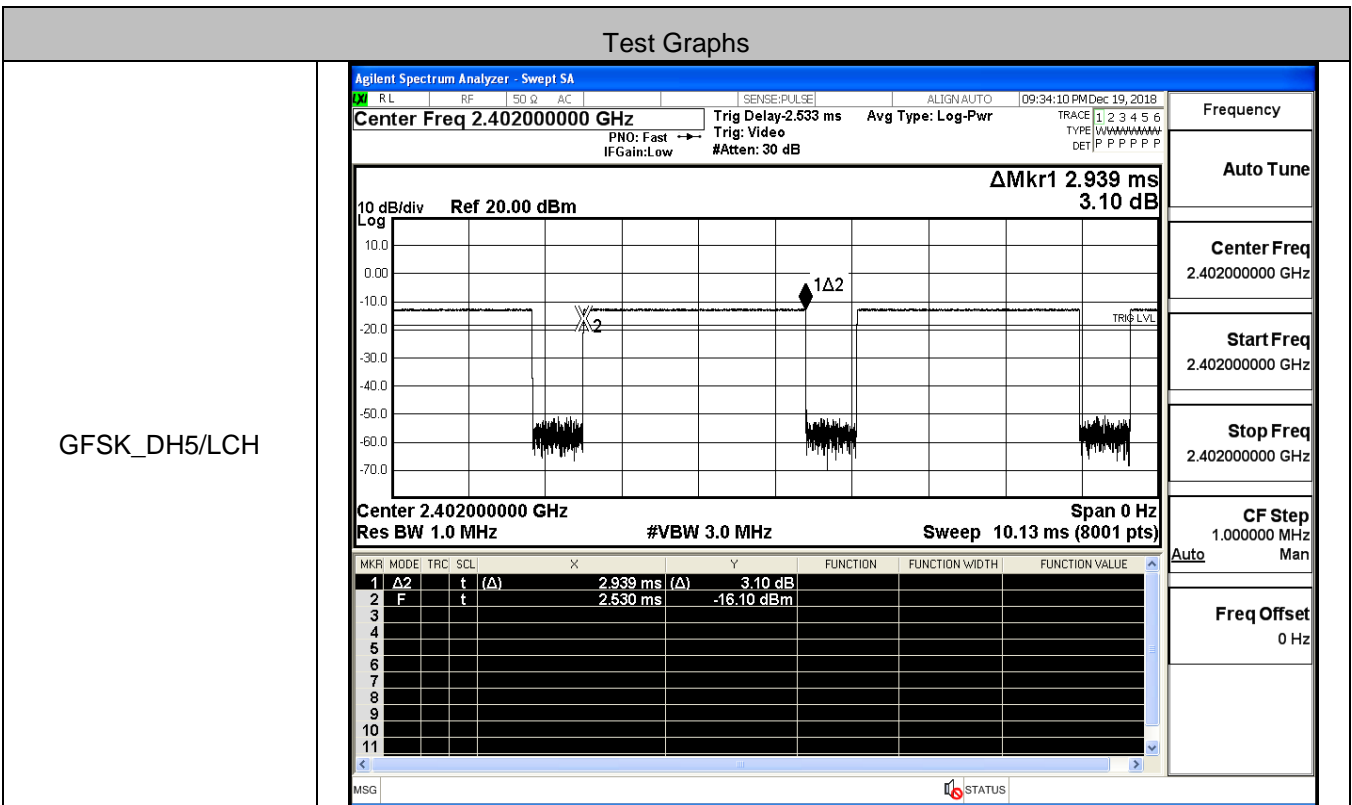 Test Graphs
GFSK_DH5/LCH
Agilent Spectrum Analyzer - Swept SA
LXI RL RF 50 Ω AC SENSE:PULSE ALIGN AUTO 09:34:10 PM Dec 19, 2018
Center Freq 2.402000000 GHz
PNO: Fast
IFGain:Low
Trig Delay-2.533 ms
Trig: Video
#Atten: 30 dB
Avg Type: Log-Pwr
TRACE 1 2 3 4 5 6
TYPE WWWWWW
DET P P P P P P
ΔMkr1 2.939 ms
3.10 dB
10 dB/div Ref 20.00 dBm
Log
10.0
0.00
-10.0
-20.0
-30.0
-40.0
-50.0
-60.0
-70.0
1Δ2
2
TRIG LVL
Center 2.402000000 GHz Span 0 Hz
Res BW 1.0 MHz #VBW 3.0 MHz Sweep 10.13 ms (8001 pts)
MKR MODE TRC SCL X Y FUNCTION FUNCTION WIDTH FUNCTION VALUE
1 Δ2 t (Δ) 2.939 ms (Δ) 3.10 dB
2 F t 2.530 ms -16.10 dBm
3
4
5
6
7
8
9
10
11
MSG STATUS
Frequency
Auto Tune
Center Freq
2.402000000 GHz
Start Freq
2.402000000 GHz
Stop Freq
2.402000000 GHz
CF Step
1.000000 MHz
Auto Man
Freq Offset
0 Hz